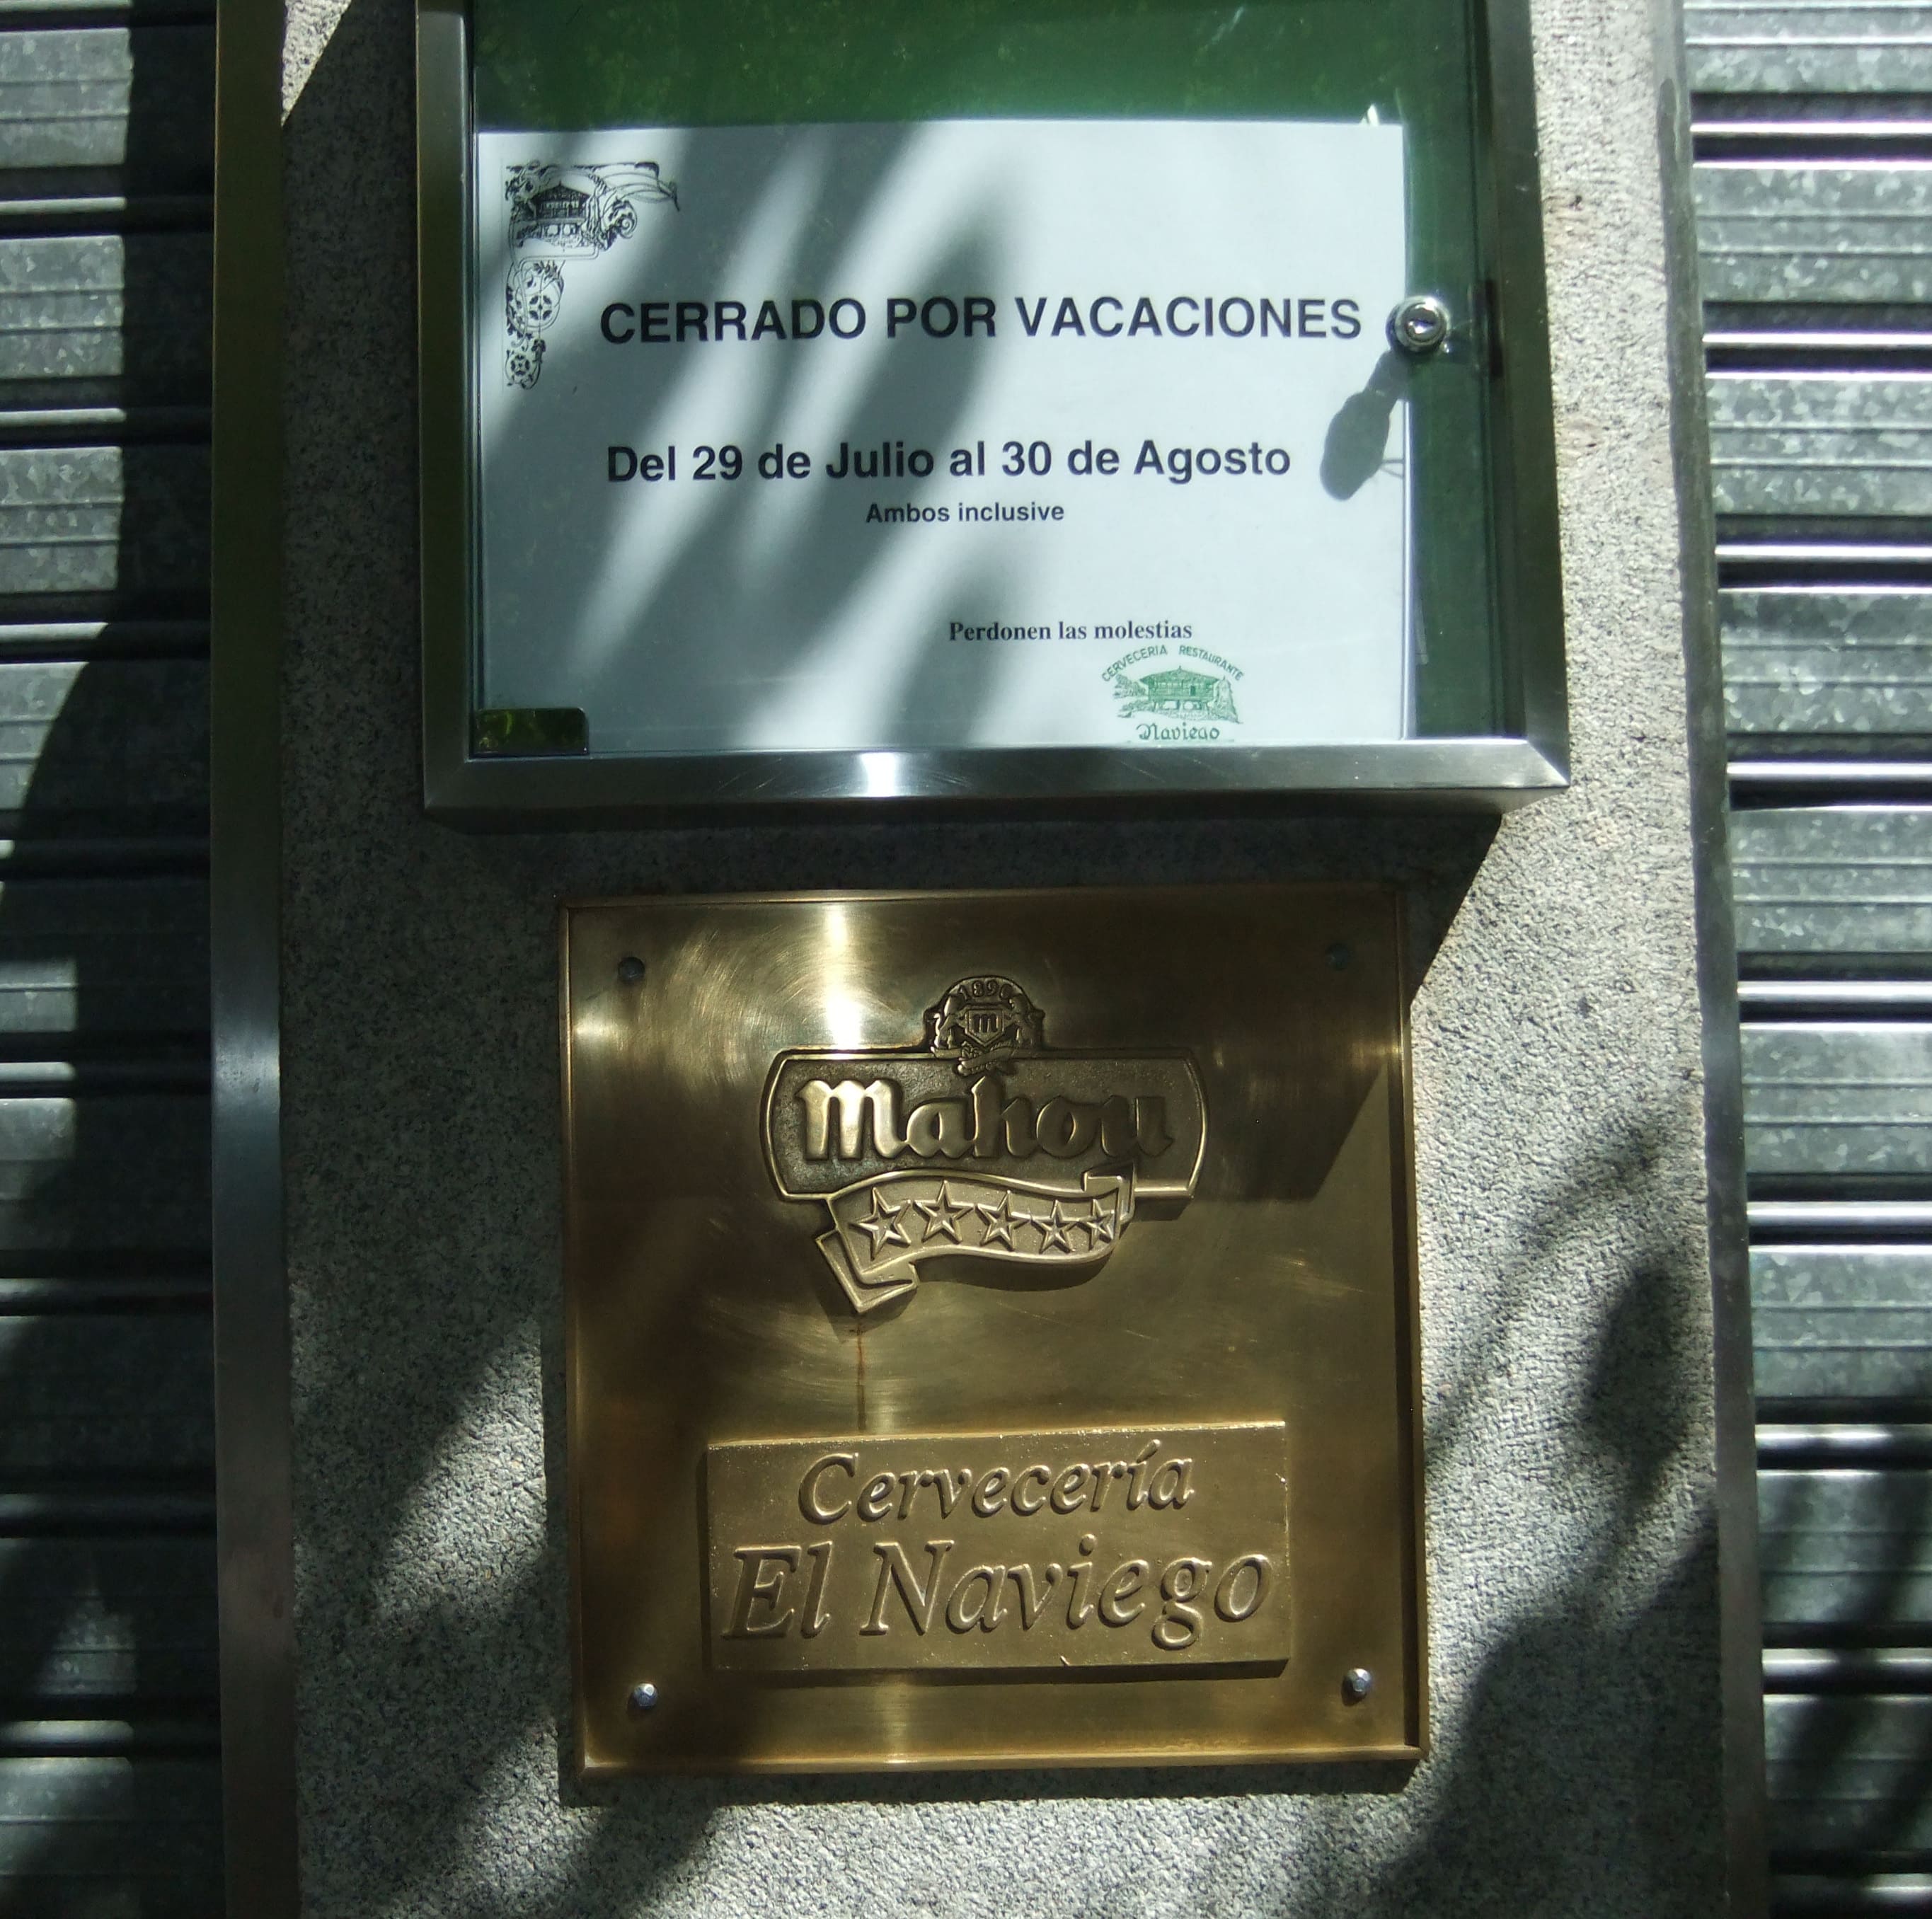 CERRADO POR VACACIONES
Del 29 de Julio al 30 de Agosto
Ambos inclusive
Perdonen las molestias
CERVECERIA RESTAURANTE
Naviego
1890
m
Mahou
Cervecería
El Naviego